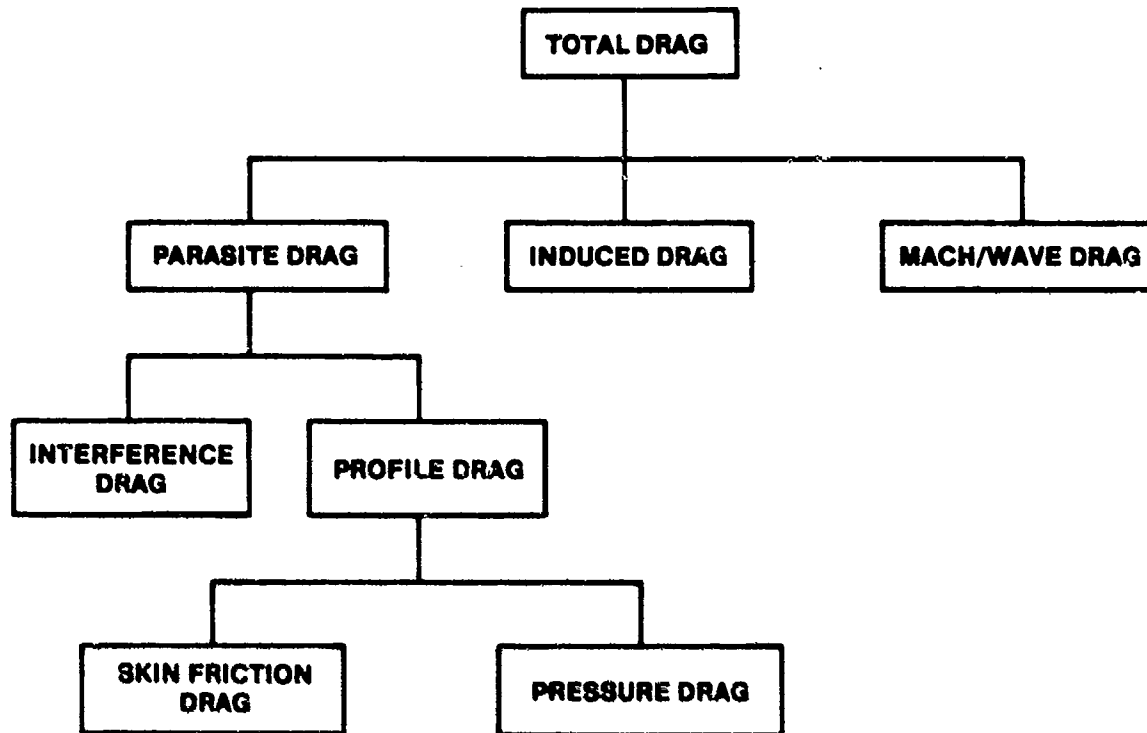 TOTAL DRAG
PARASITE DRAG
INDUCED DRAG
MACH/WAVE DRAG
INTERFERENCE
DRAG
PROFILE DRAG
SKIN FRICTION
DRAG
PRESSURE DRAG